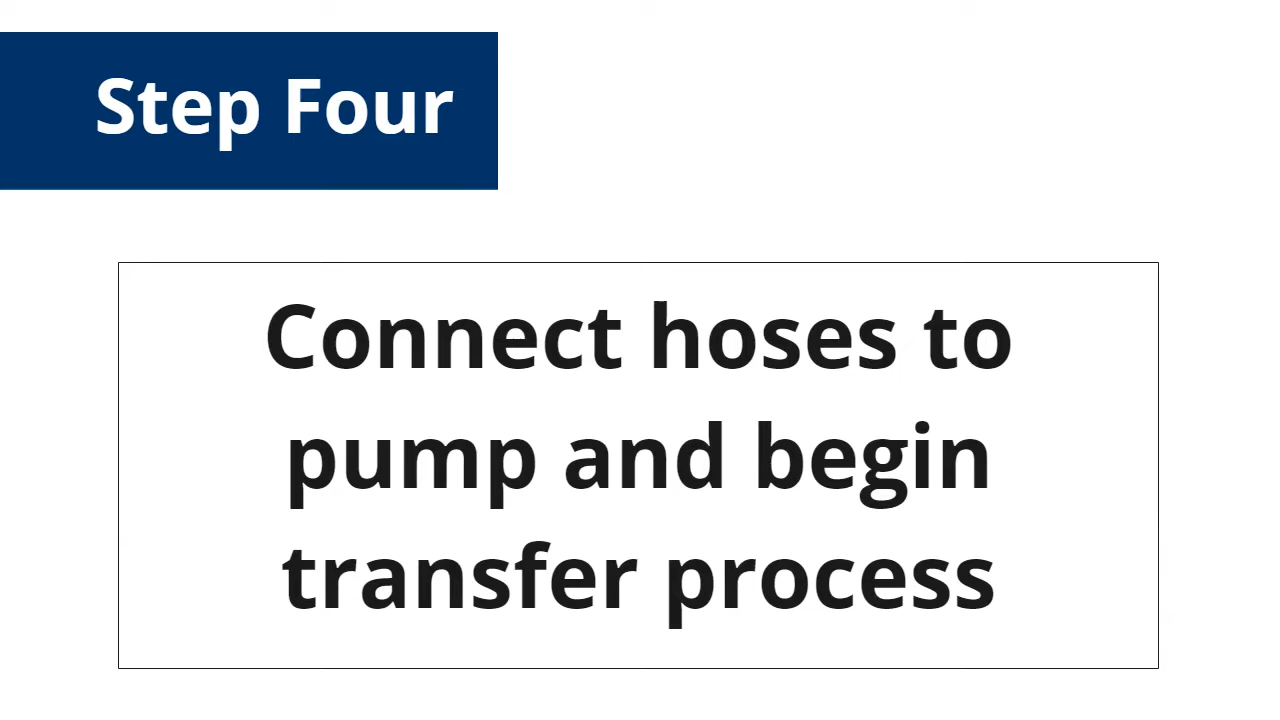 Step Four
Connect hoses to
pump and begin
transfer process